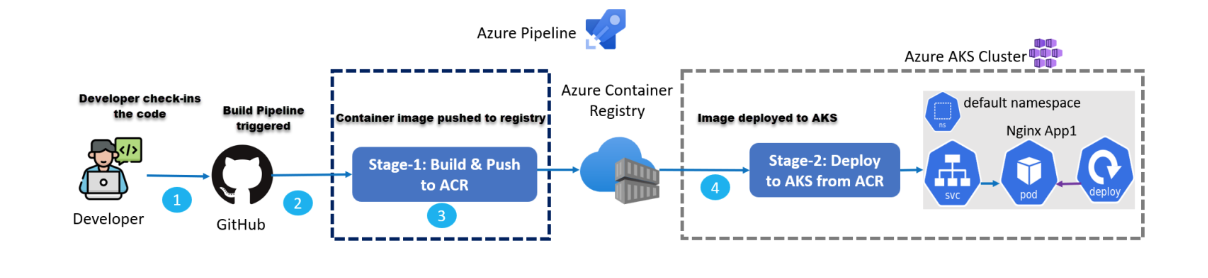 Azure Pipeline
Azure AKS Cluster
Developer check-ins
the code
Build Pipeline
triggered
Container image pushed to registry
Azure Container
Registry
Image deployed to AKS
default namespace
ns
Nginx App1
Stage-1: Build & Push
to ACR
Stage-2: Deploy
to AKS from ACR
svc
pod
deploy
1
2
3
4
Developer
GitHub